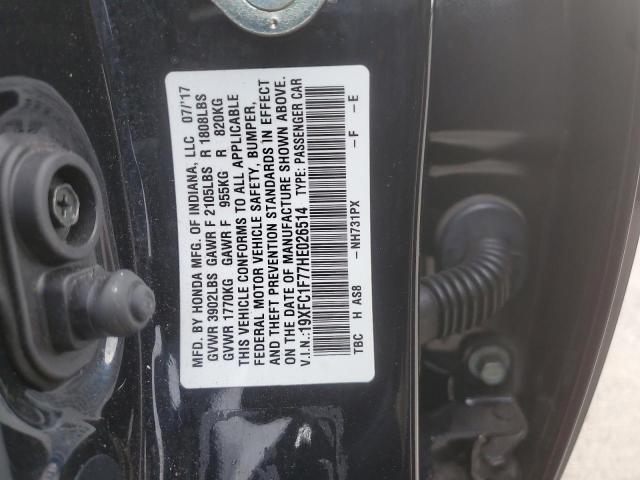 MFD. BY HONDA MFG. OF INDIANA, LLC 07/'17
GVWR 3902LBS GAWR F 2105LBS R 1808LBS
GVWR 1770KG GAWR F 955KG R 820KG
THIS VEHICLE CONFORMS TO ALL APPLICABLE
FEDERAL MOTOR VEHICLE SAFETY, BUMPER,
AND THEFT PREVENTION STANDARDS IN EFFECT
ON THE DATE OF MANUFACTURE SHOWN ABOVE.
V.I.N.:19XFC1F77HE026514 TYPE: PASSENGER CAR
TBC H AS8 -NH731PX -F -E